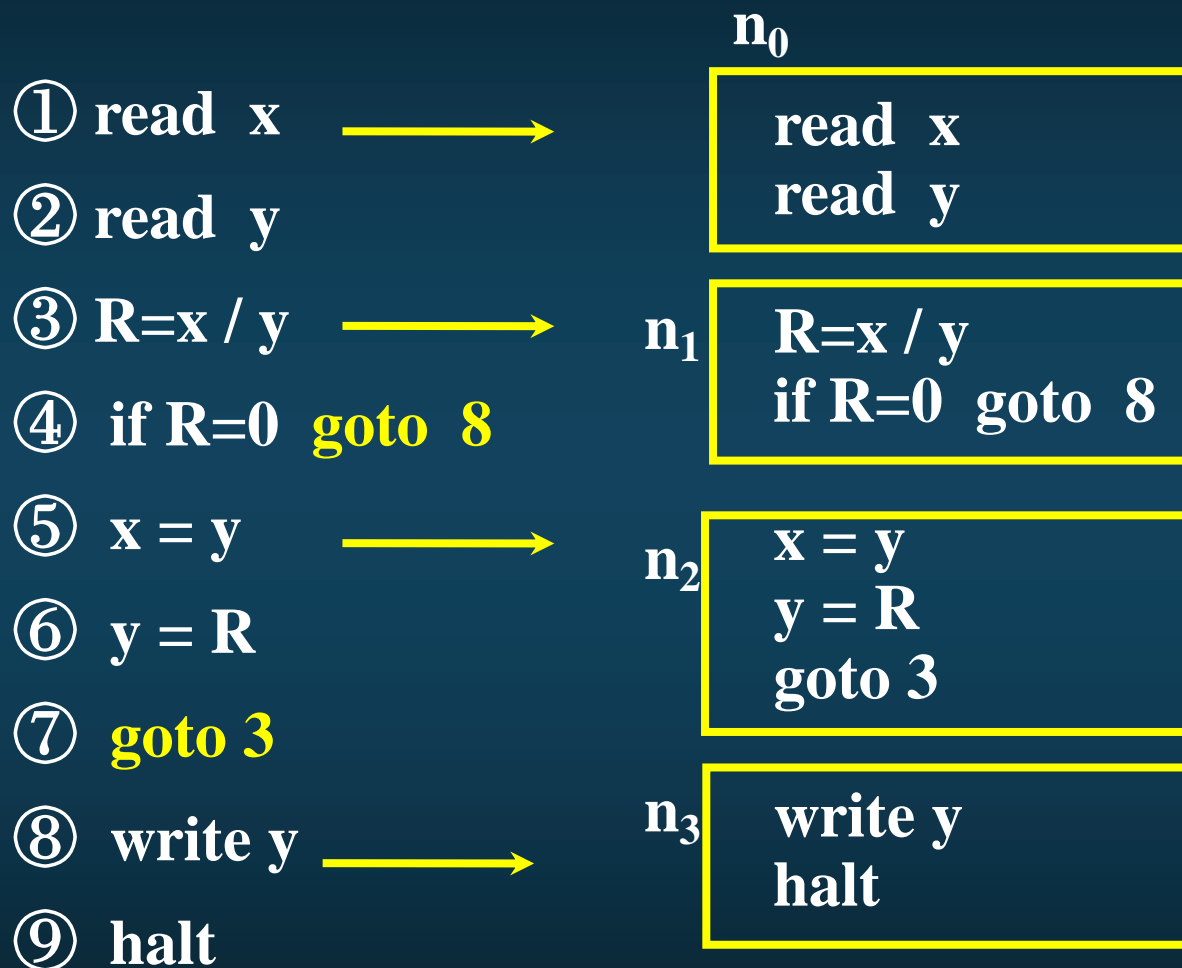 ① read x
② read y
③ R=x / y
④ if R=0 goto 8
⑤ x = y
⑥ y = R
⑦ goto 3
⑧ write y
⑨ halt
n₀
read x
read y
n₁
R=x / y
if R=0 goto 8
n₂
x = y
y = R
goto 3
n₃
write y
halt